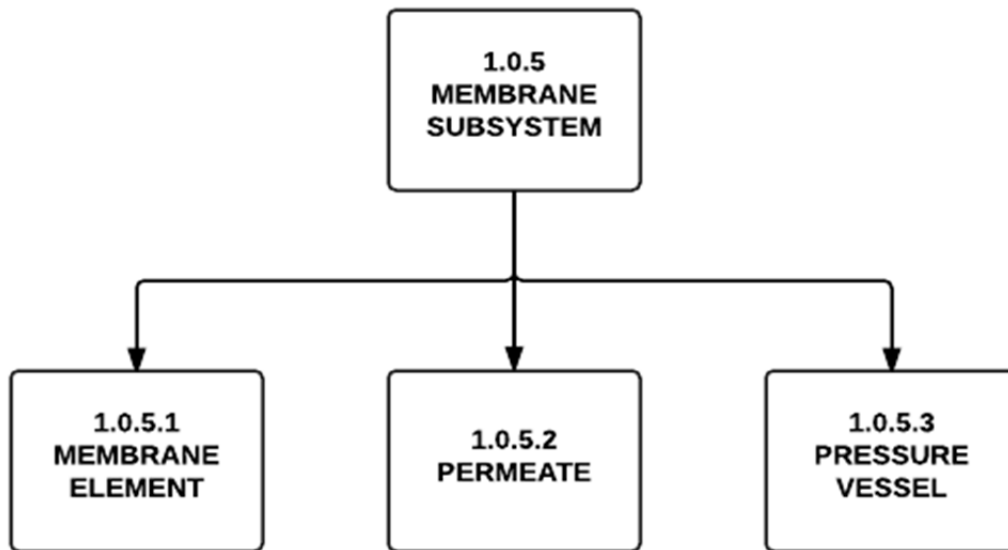 1.0.5
MEMBRANE
SUBSYSTEM
1.0.5.1
MEMBRANE
ELEMENT
1.0.5.2
PERMEATE
1.0.5.3
PRESSURE
VESSEL